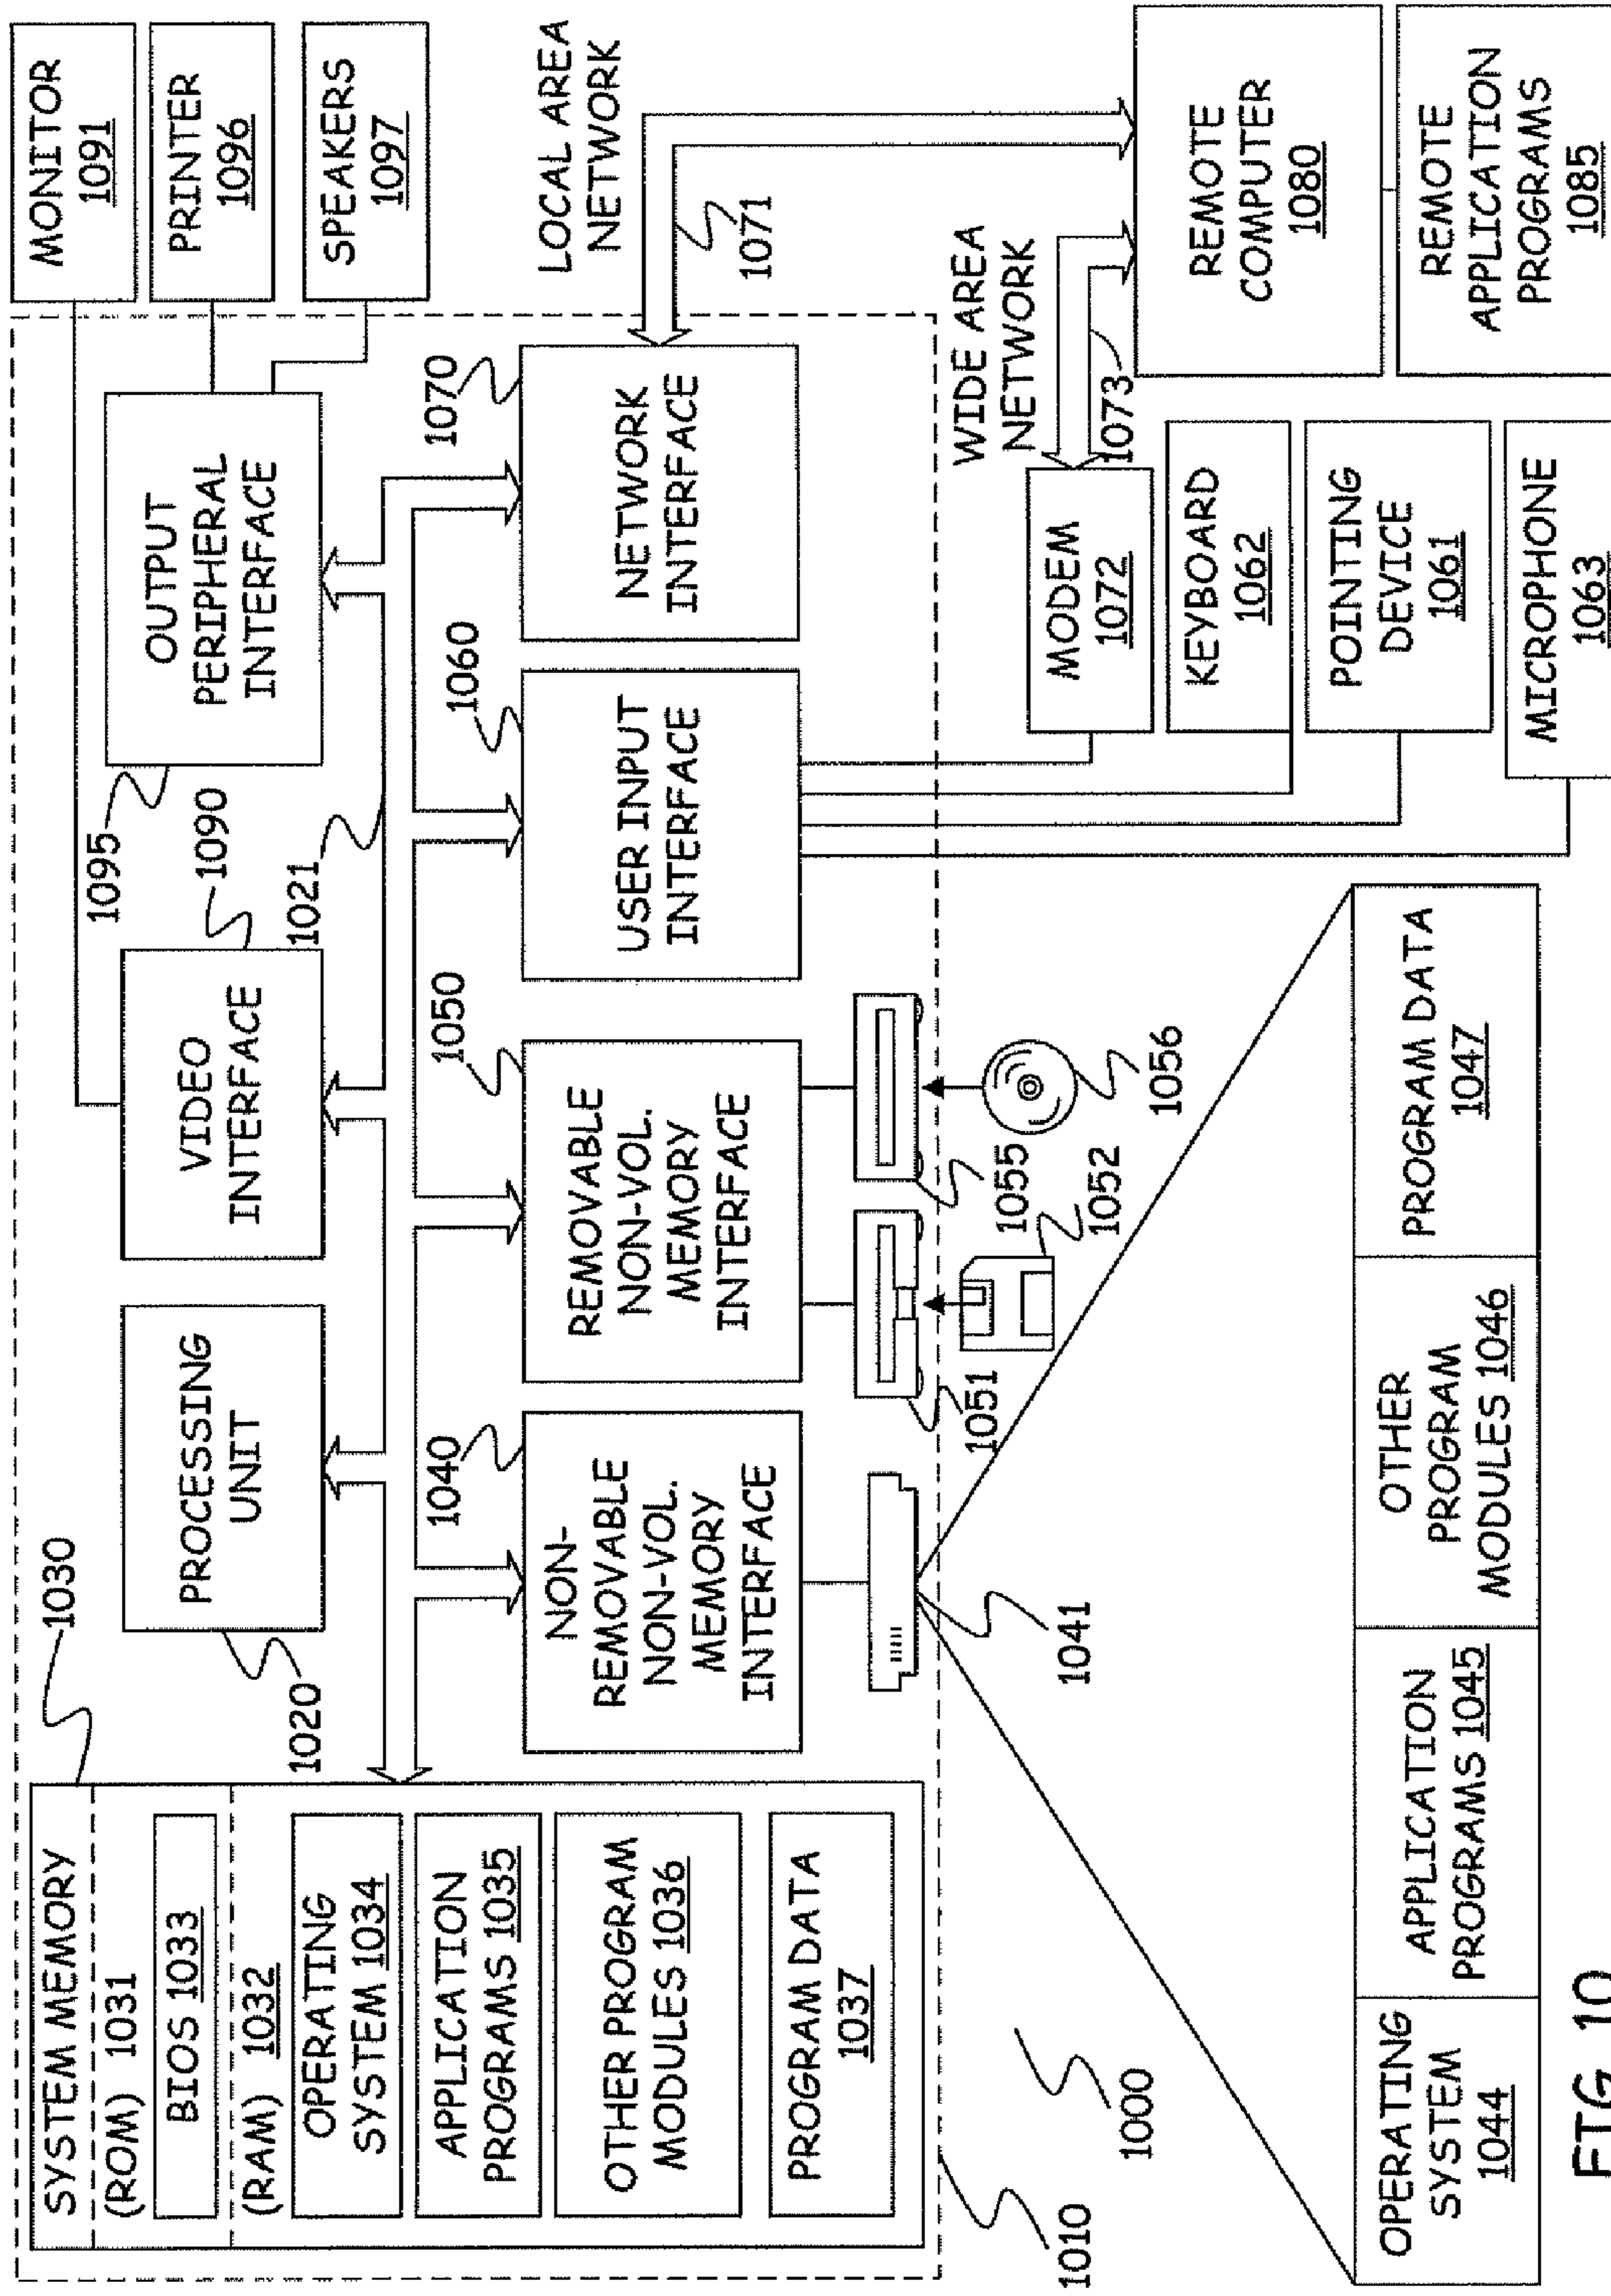 SYSTEM MEMORY
(ROM) 1031
BIOS 1033
(RAM) 1032
OPERATING
SYSTEM 1034
APPLICATION
PROGRAMS 1035
OTHER PROGRAM
MODULES 1036
PROGRAM DATA
1037
1030
PROCESSING
UNIT
1020
VIDEO
INTERFACE
1090
1021
OUTPUT
PERIPHERAL
INTERFACE
1095
MONITOR
1091
PRINTER
1096
SPEAKERS
1097
1040
NON-
REMOVABLE
NON-VOL.
MEMORY
INTERFACE
1050
REMOVABLE
NON-VOL.
MEMORY
INTERFACE
1060
USER INPUT
INTERFACE
1070
NETWORK
INTERFACE
LOCAL AREA
NETWORK
1071
1041
1051
1055
1052
1056
WIDE AREA
NETWORK
1073
MODEM
1072
KEYBOARD
1062
POINTING
DEVICE
1061
MICROPHONE
1063
REMOTE
COMPUTER
1080
REMOTE
APPLICATION
PROGRAMS
1085
1010
1000
OPERATING
SYSTEM
1044
APPLICATION
PROGRAMS 1045
OTHER
PROGRAM
MODULES 1046
PROGRAM DATA
1047
FIG. 10